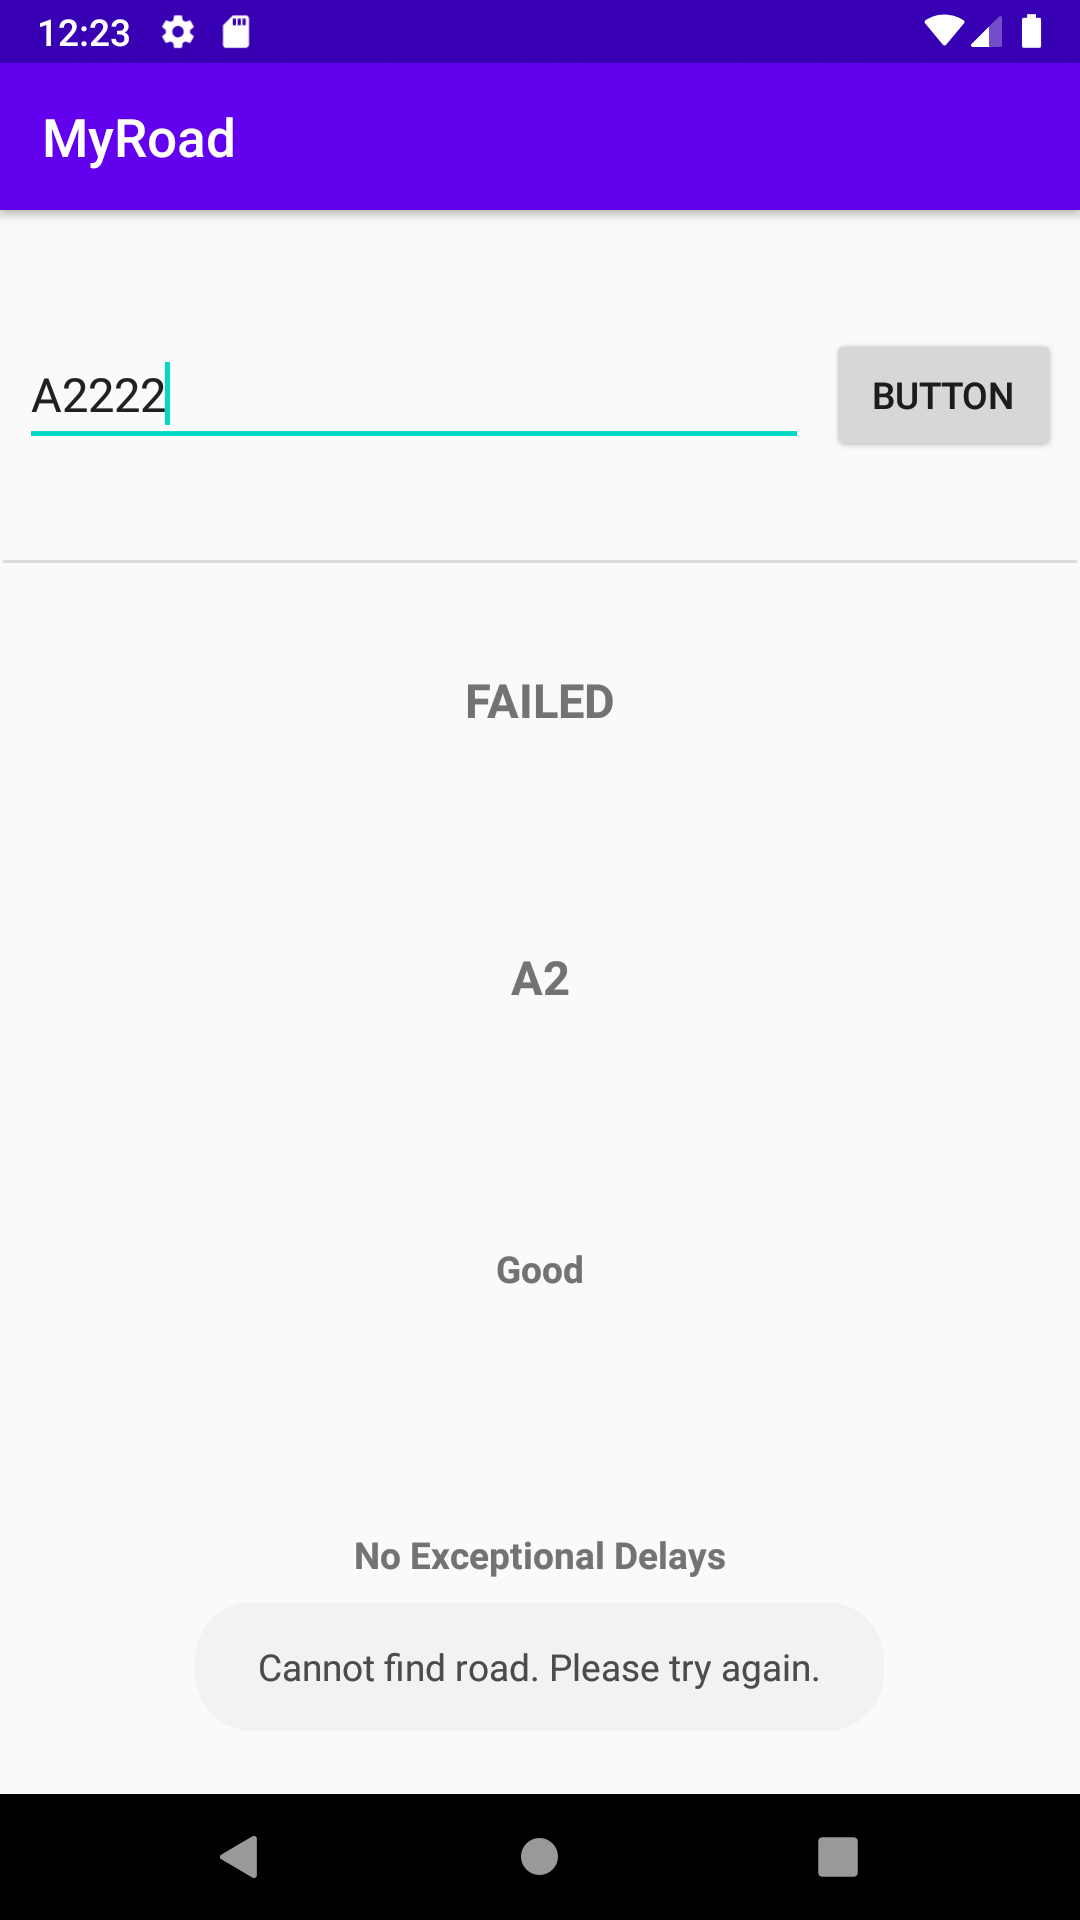 12:23
MyRoad
A2222
BUTTON
FAILED
A2
Good
No Exceptional Delays
Cannot find road. Please try again.